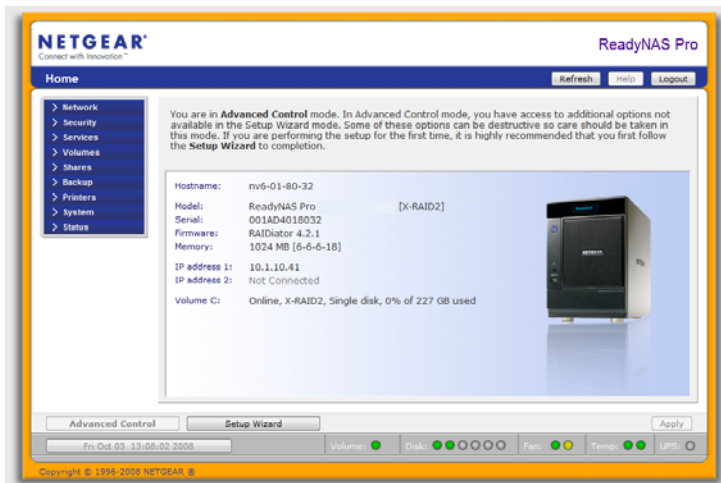 NETGEAR®
Connect with Innovation™
ReadyNAS Pro
Home
Refresh
Help
Logout
> Network
> Security
> Services
> Volumes
> Shares
> Backup
> Printers
> System
> Status
You are in Advanced Control mode. In Advanced Control mode, you have access to additional options not
available in the Setup Wizard mode. Some of these options can be destructive so care should be taken in
this mode. If you are performing the setup for the first time, it is highly recommended that you first follow
the Setup Wizard to completion.
Hostname: nv6-01-80-32
Model: ReadyNAS Pro [X-RAID2]
Serial: 001AD4018032
Firmware: RAIDiator 4.2.1
Memory: 1024 MB [6-6-6-18]
IP address 1: 10.1.10.41
IP address 2: Not Connected
Volume C: Online, X-RAID2, Single disk, 0% of 227 GB used
NETGEAR
Advanced Control
Setup Wizard
Apply
Fri Oct 03 13:08:02 2008
Volume:
Disk:
Fan:
Temp:
UPS:
Copyright © 1996-2008 NETGEAR ®